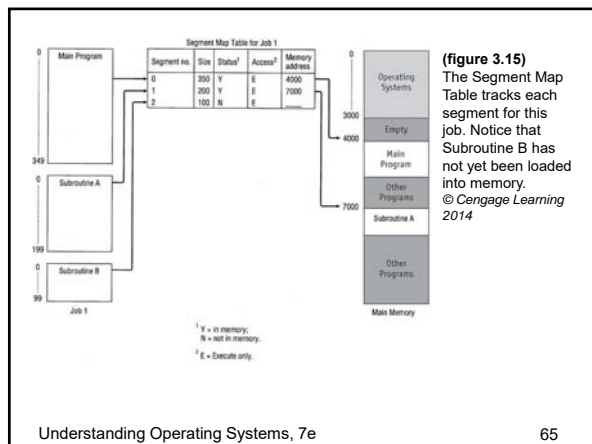 Segment Map Table for Job 1
Segment no. Size Status1 Access2 Memory address
0 350 Y E 4000
1 200 Y E 7000
2 100 N E
0
Main Program
349
0
Subroutine A
199
0
Subroutine B
99
Job 1
1 Y = in memory;
N = not in memory.
2 E = Execute only.
0
Operating
Systems
3000
Empty
4000
Main
Program
Other
Programs
7000
Subroutine A
Other
Programs
Main Memory
(figure 3.15)
The Segment Map
Table tracks each
segment for this
job. Notice that
Subroutine B has
not yet been loaded
into memory.
© Cengage Learning
2014
Understanding Operating Systems, 7e
65